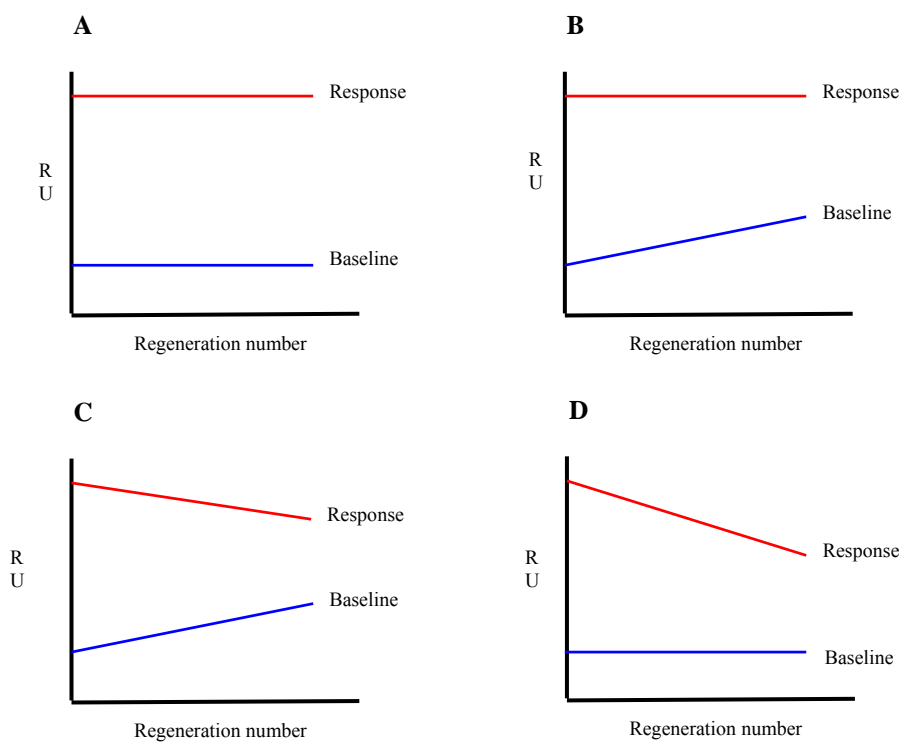 A
Response
R
U
Baseline
Regeneration number
B
Response
R
U
Baseline
Regeneration number
C
Response
R
U
Baseline
Regeneration number
D
Response
R
U
Baseline
Regeneration number